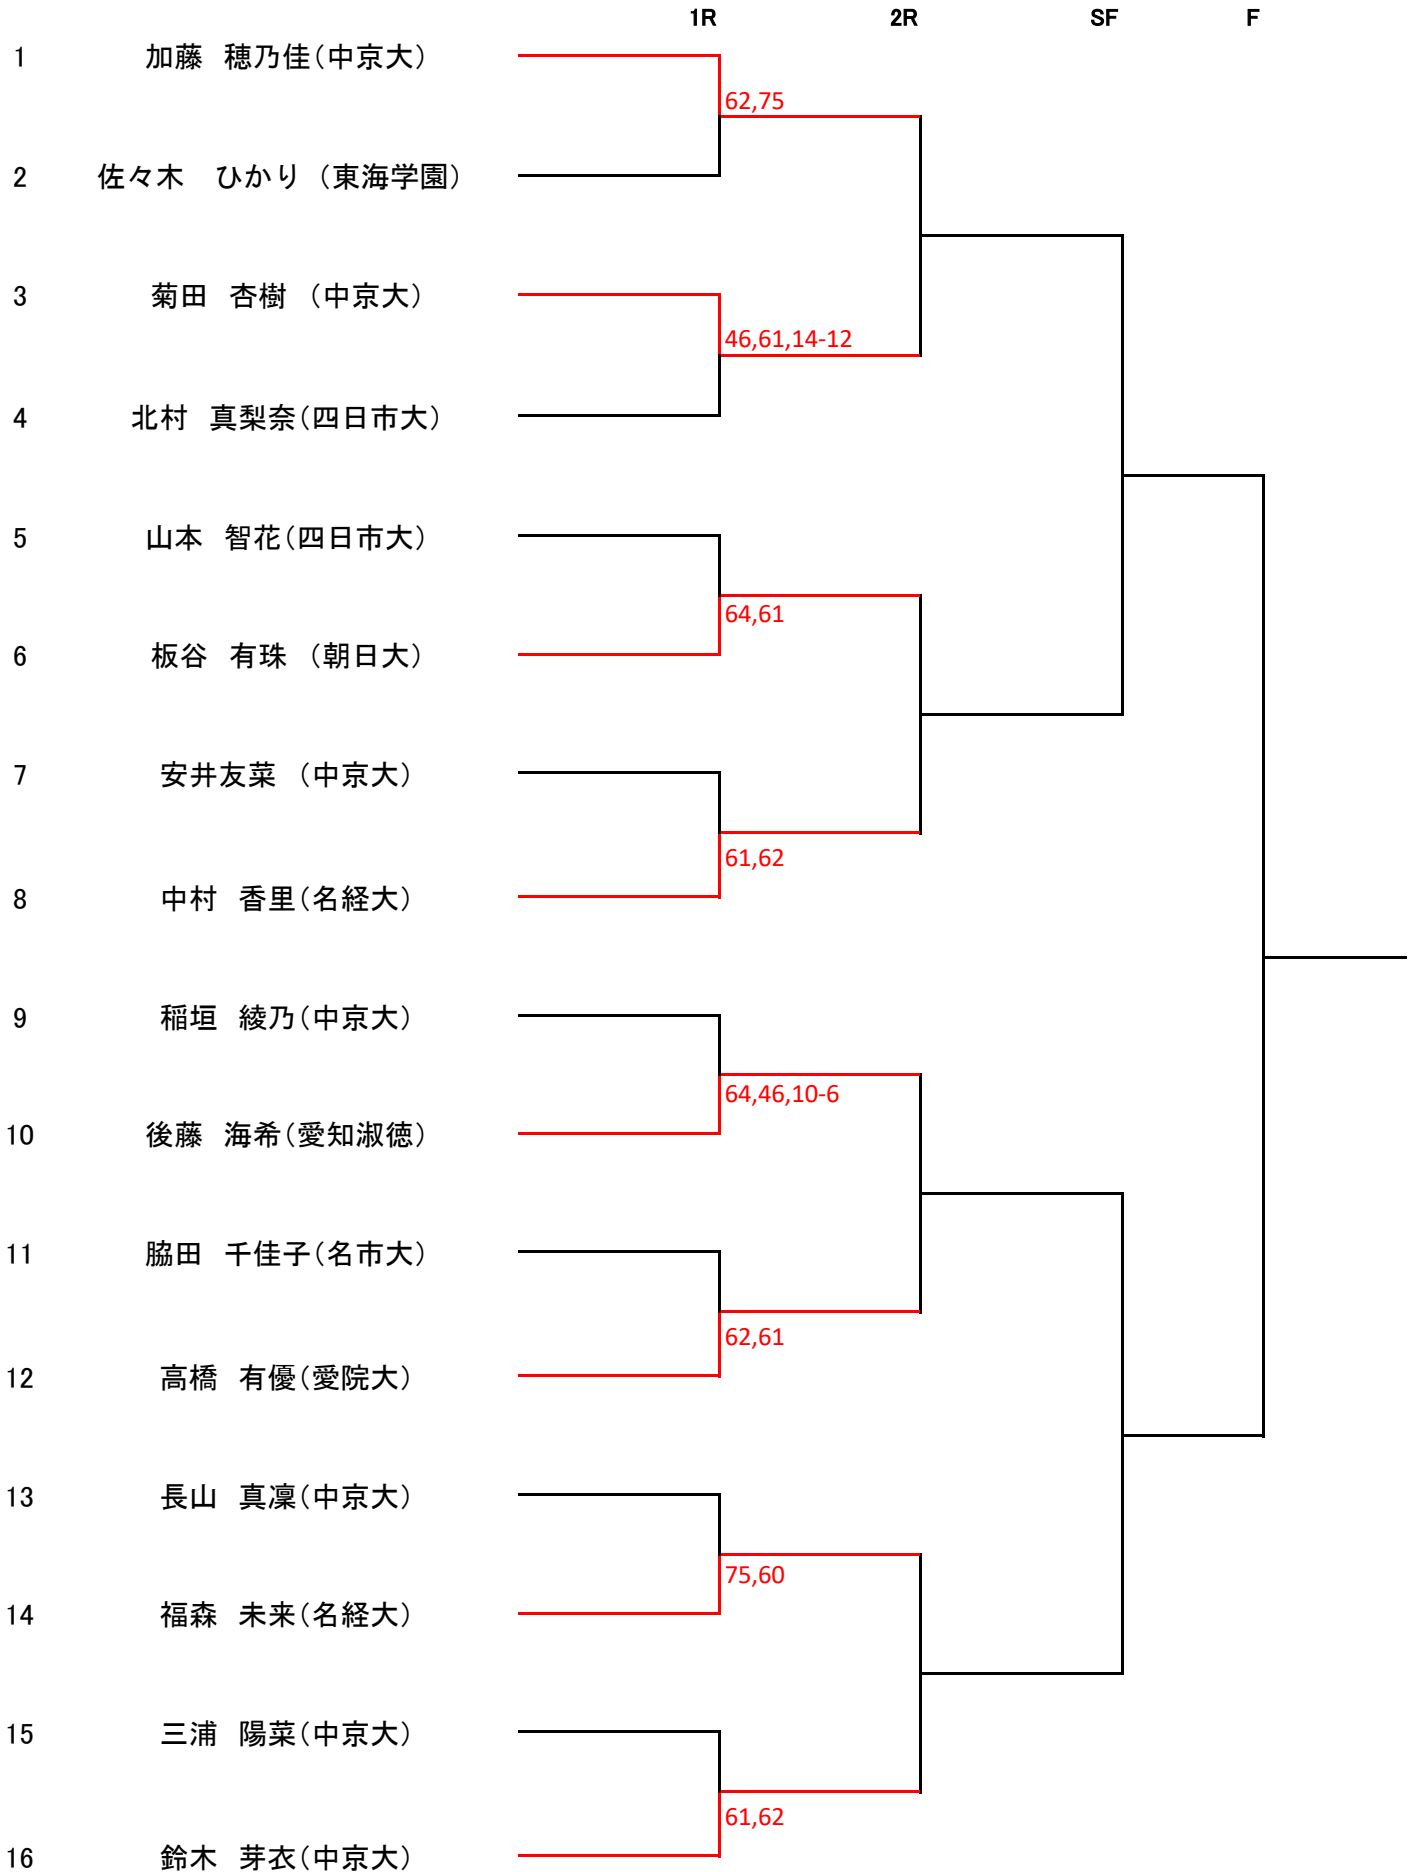 1R 2R SF F
1 加藤　穂乃佳（中京大）
62,75
2 佐々木　ひかり（東海学園）
3 菊田　杏樹　（中京大）
46,61,14-12
4 北村　真梨奈（四日市大）
5 山本　智花（四日市大）
64,61
6 板谷　有珠　（朝日大）
7 安井友菜　（中京大）
61,62
8 中村　香里（名経大）
9 稲垣　綾乃（中京大）
64,46,10-6
10 後藤　海希（愛知淑徳）
11 脇田　千佳子（名市大）
62,61
12 高橋　有優（愛院大）
13 長山　真凜（中京大）
75,60
14 福森　未来（名経大）
15 三浦　陽菜（中京大）
61,62
16 鈴木　芽衣（中京大）